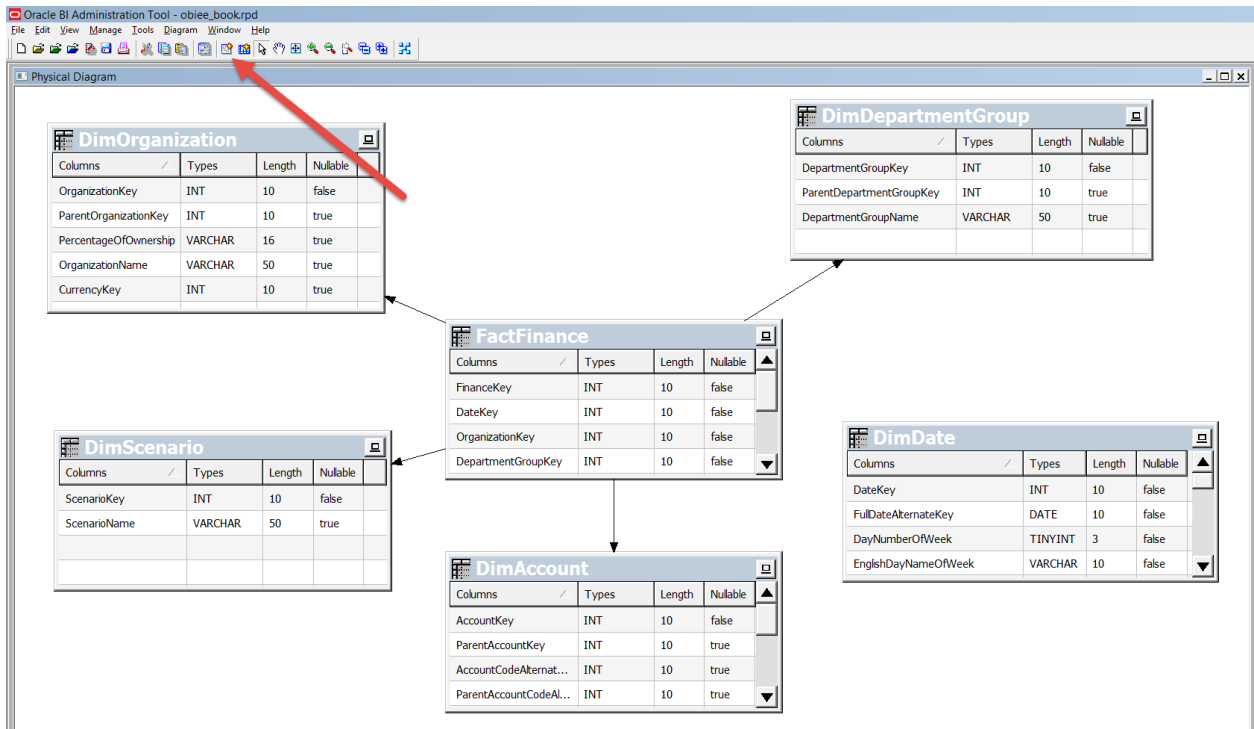 Oracle BI Administration Tool - obiee_book.rpd
File Edit View Manage Tools Diagram Window Help
Physical Diagram
DimOrganization
Columns Types Length Nullable
OrganizationKey INT 10 false
ParentOrganizationKey INT 10 true
PercentageOfOwnership VARCHAR 16 true
OrganizationName VARCHAR 50 true
CurrencyKey INT 10 true
DimDepartmentGroup
Columns Types Length Nullable
DepartmentGroupKey INT 10 false
ParentDepartmentGroupKey INT 10 true
DepartmentGroupName VARCHAR 50 true
FactFinance
Columns Types Length Nullable
FinanceKey INT 10 false
DateKey INT 10 false
OrganizationKey INT 10 false
DepartmentGroupKey INT 10 false
DimScenario
Columns Types Length Nullable
ScenarioKey INT 10 false
ScenarioName VARCHAR 50 true
DimDate
Columns Types Length Nullable
DateKey INT 10 false
FullDateAlternateKey DATE 10 false
DayNumberOfWeek TINYINT 3 false
EnglishDayNameOfWeek VARCHAR 10 false
DimAccount
Columns Types Length Nullable
AccountKey INT 10 false
ParentAccountKey INT 10 true
AccountCodeAlternat... INT 10 true
ParentAccountCodeAl... INT 10 true